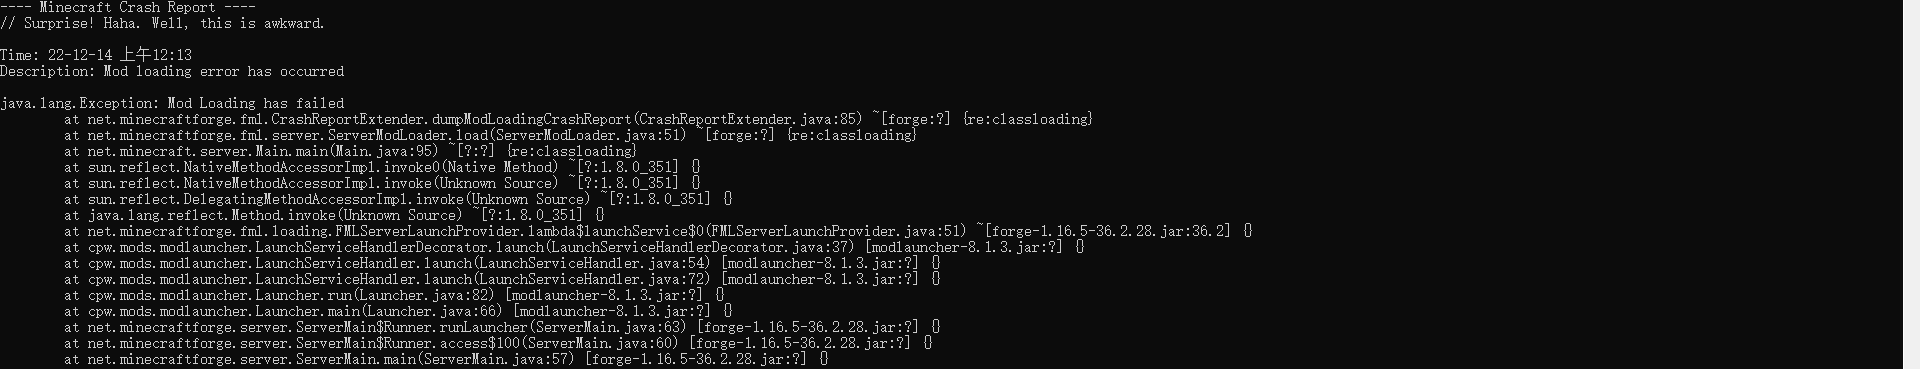 ---- Minecraft Crash Report ----
// Surprise! Haha. Well, this is awkward.
Time: 22-12-14 上午12:13
Description: Mod loading error has occurred
java.lang.Exception: Mod Loading has failed
at net.minecraftforge.fml.CrashReportExtender.dumpModLoadingCrashReport(CrashReportExtender.java:85) ~[forge:?] {re:classloading}
at net.minecraftforge.fml.server.ServerModLoader.load(ServerModLoader.java:51) ~[forge:?] {re:classloading}
at net.minecraft.server.Main.main(Main.java:95) ~[?:?] {re:classloading}
at sun.reflect.NativeMethodAccessorImpl.invoke0(Native Method) ~[?:1.8.0_351] {}
at sun.reflect.NativeMethodAccessorImpl.invoke(Unknown Source) ~[?:1.8.0_351] {}
at sun.reflect.DelegatingMethodAccessorImpl.invoke(Unknown Source) ~[?:1.8.0_351] {}
at java.lang.reflect.Method.invoke(Unknown Source) ~[?:1.8.0_351] {}
at net.minecraftforge.fml.loading.FMLServerLaunchProvider.lambda$launchService$0(FMLServerLaunchProvider.java:51) ~[forge-1.16.5-36.2.28.jar:36.2] {}
at cpw.mods.modlauncher.LaunchServiceHandlerDecorator.launch(LaunchServiceHandlerDecorator.java:37) [modlauncher-8.1.3.jar:?] {}
at cpw.mods.modlauncher.LaunchServiceHandler.launch(LaunchServiceHandler.java:54) [modlauncher-8.1.3.jar:?] {}
at cpw.mods.modlauncher.LaunchServiceHandler.launch(LaunchServiceHandler.java:72) [modlauncher-8.1.3.jar:?] {}
at cpw.mods.modlauncher.Launcher.run(Launcher.java:82) [modlauncher-8.1.3.jar:?] {}
at cpw.mods.modlauncher.Launcher.main(Launcher.java:66) [modlauncher-8.1.3.jar:?] {}
at net.minecraftforge.server.ServerMain$Runner.runLauncher(ServerMain.java:63) [forge-1.16.5-36.2.28.jar:?] {}
at net.minecraftforge.server.ServerMain$Runner.access$100(ServerMain.java:60) [forge-1.16.5-36.2.28.jar:?] {}
at net.minecraftforge.server.ServerMain.main(ServerMain.java:57) [forge-1.16.5-36.2.28.jar:?] {}